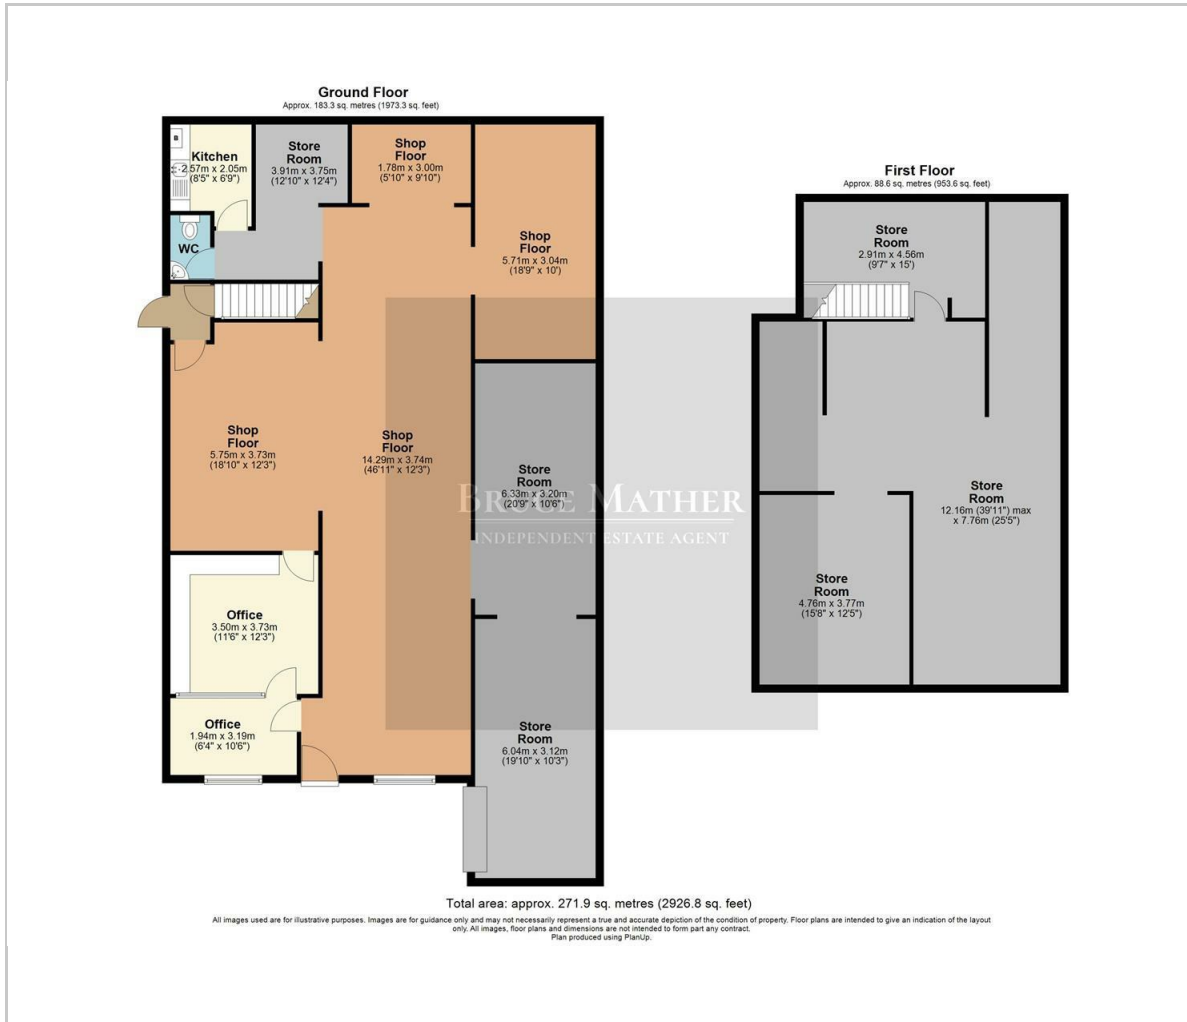 Ground Floor
Approx. 183.3 sq. metres (1973.3 sq. feet)
Kitchen
2.57m x 2.05m
(8'5" x 6'9")
Store
Room
3.91m x 3.75m
(12'10" x 12'4")
Shop
Floor
1.78m x 3.00m
(5'10" x 9'10")
Shop
Floor
5.71m x 3.04m
(18'9" x 10')
WC
Shop
Floor
5.75m x 3.73m
(18'10" x 12'3")
Shop
Floor
14.29m x 3.74m
(46'11" x 12'3")
Store
Room
6.33m x 3.20m
(20'9" x 10'6")
Office
3.50m x 3.73m
(11'6" x 12'3")
Office
1.94m x 3.19m
(6'4" x 10'6")
Store
Room
6.04m x 3.12m
(19'10" x 10'3")
First Floor
Approx. 88.6 sq. metres (953.6 sq. feet)
Store
Room
2.91m x 4.56m
(9'7" x 15')
Store
Room
12.16m (39'11") max
x 7.76m (25'5")
Store
Room
4.76m x 3.77m
(15'8" x 12'5")
BRUCE MATHER
INDEPENDENT ESTATE AGENT
Total area: approx. 271.9 sq. metres (2926.8 sq. feet)
All images used are for illustrative purposes. Images are for guidance only and may not necessarily represent a true and accurate depiction of the condition of property. Floor plans are intended to give an indication of the layout
only. All images, floor plans and dimensions are not intended to form part any contract.
Plan produced using PlanUp.